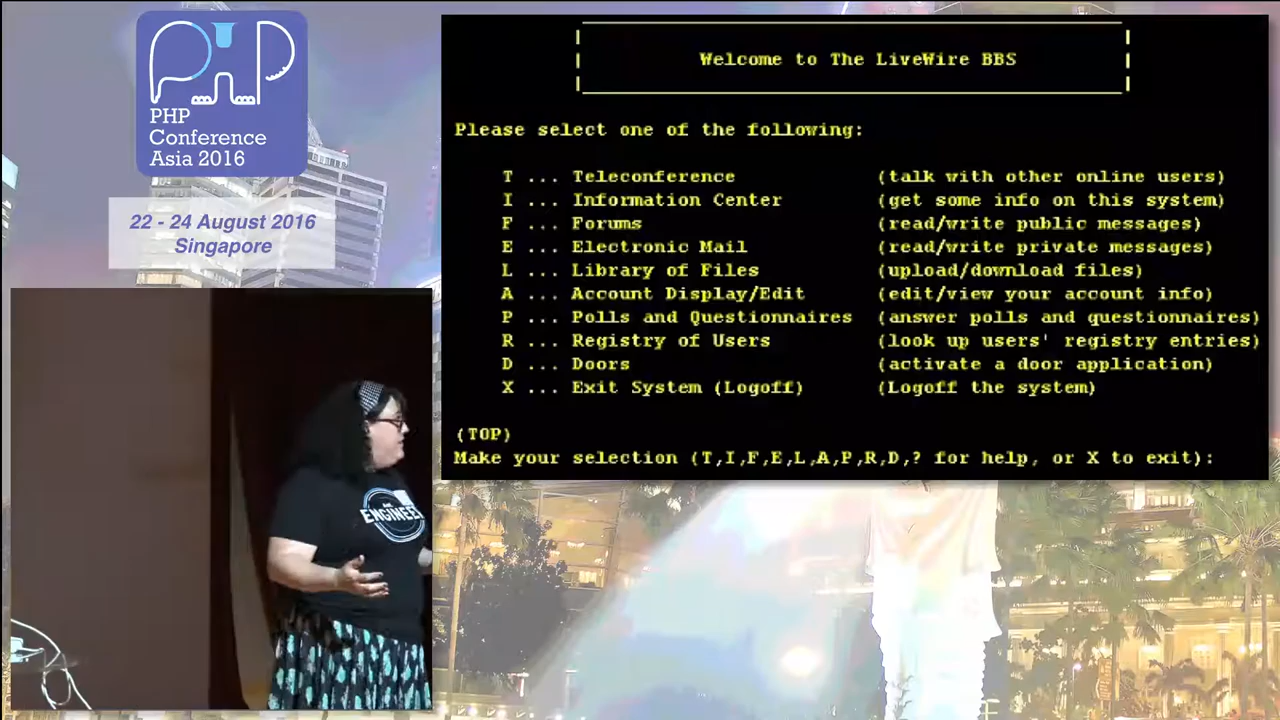 PHP
Conference
Asia 2016
22 - 24 August 2016
Singapore
Welcome to The LiveWire BBS
Please select one of the following:
T ... Teleconference (talk with other online users)
I ... Information Center (get some info on this system)
F ... Forums (read/write public messages)
E ... Electronic Mail (read/write private messages)
L ... Library of Files (upload/download files)
A ... Account Display/Edit (edit/view your account info)
P ... Polls and Questionnaires (answer polls and questionnaires)
R ... Registry of Users (look up users' registry entries)
D ... Doors (activate a door application)
X ... Exit System (Logoff) (Logoff the system)
(TOP)
Make your selection (T,I,F,E,L,A,P,R,D,? for help, or X to exit):